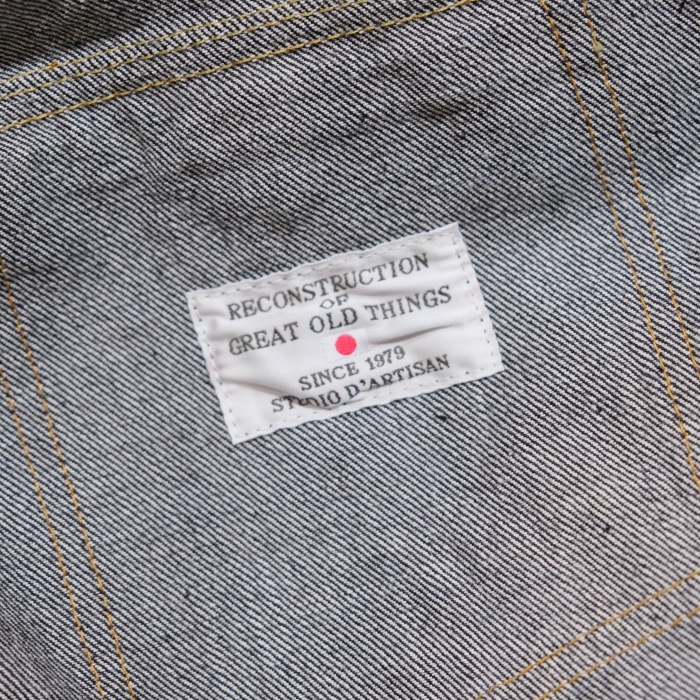 RECONSTRUCTION
OF
GREAT OLD THINGS
SINCE 1979
STUDIO D'ARTISAN